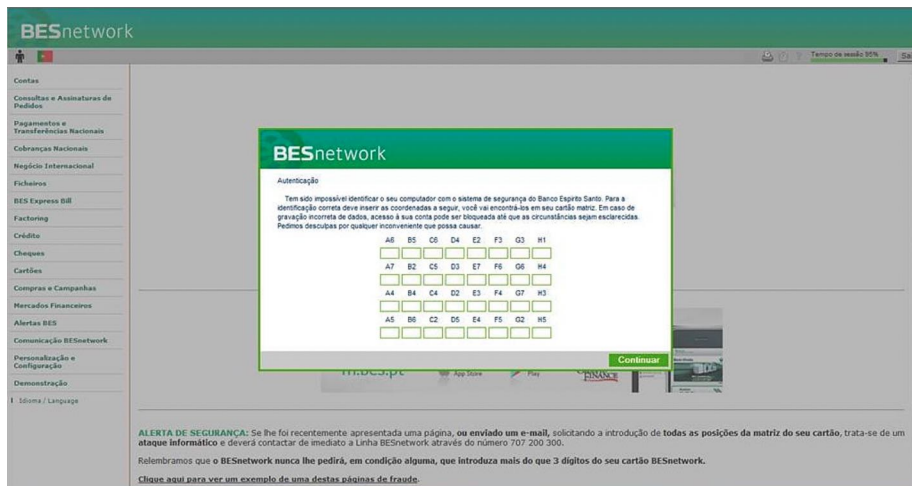 BESnetwork
Tempo de sessão 95%
Contas
Consultas e Assinaturas de
Pedidos
Pagamentos e
Transferências Nacionais
Cobranças Nacionais
Negócio Internacional
Ficheiros
BES Express Bill
Factoring
Crédito
Cheques
Cartões
Compras e Campanhas
Mercados Financeiros
Alertas BES
Comunicação BESnetwork
Personalização e
Configuração
Demonstração
Idioma / Language
BESnetwork
Autenticação
Tem sido impossível identificar o seu computador com o sistema de segurança do Banco Espirito Santo. Para a
identificação correta deve inserir as coordenadas a seguir, você vai encontrá-los em seu cartão matriz. Em caso de
gravação incorreta de dados, acesso à sua conta pode ser bloqueada até que as circunstâncias sejam esclarecidas.
Pedimos desculpas por qualquer inconveniente que possa causar.
A6 B5 C6 D4 E2 F3 G3 H1
A7 B2 C5 D3 E7 F6 G6 H4
A4 B4 C4 D2 E3 F4 G7 H3
A5 B6 C2 D5 E4 F5 G2 H5
Continuar
m.bes.pt
App Store
Play
FINANCE
ALERTA DE SEGURANÇA: Se lhe foi recentemente apresentada uma página, ou enviado um e-mail, solicitando a introdução de todas as posições da matriz do seu cartão, trata-se de um
ataque informático e deverá contactar de imediato a Linha BESnetwork através do número 707 200 300.
Relembramos que o BESnetwork nunca lhe pedirá, em condição alguma, que introduza mais do que 3 dígitos do seu cartão BESnetwork.
Clique aqui para ver um exemplo de uma destas páginas de fraude.